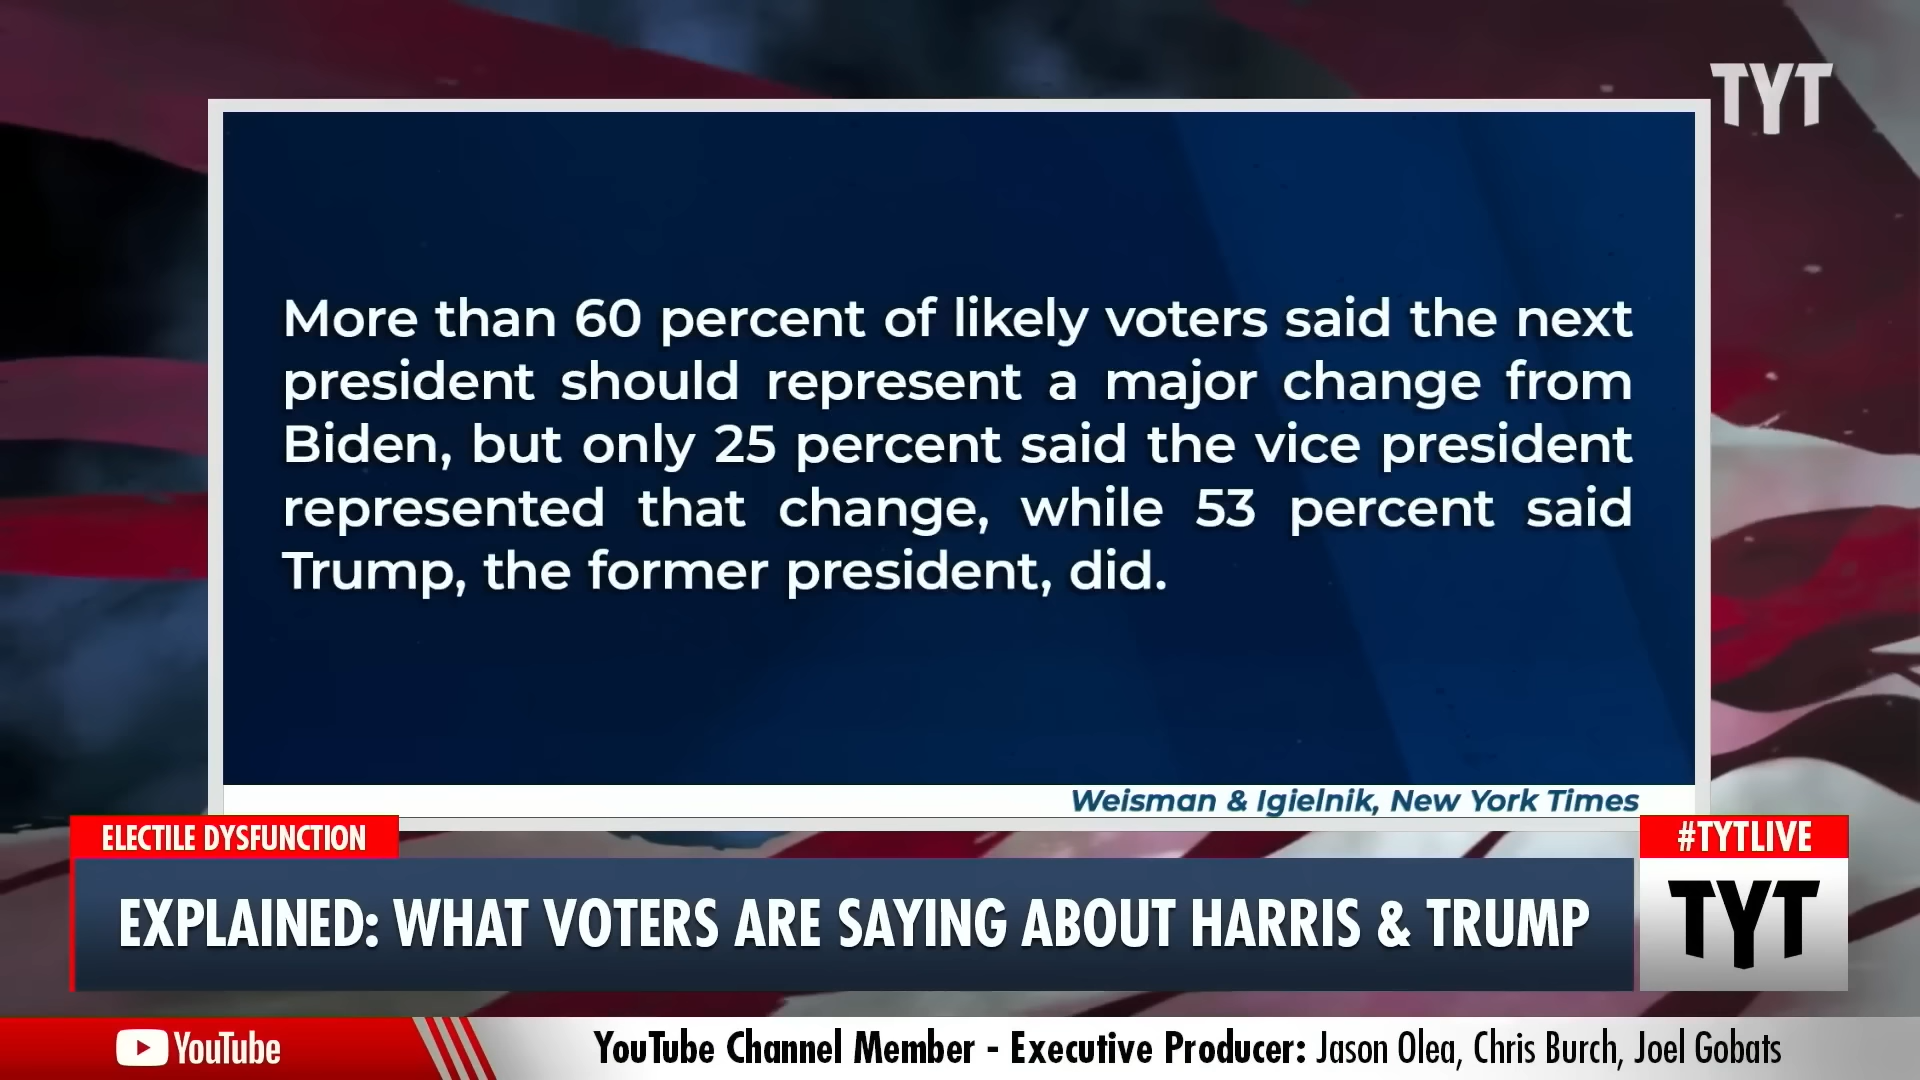 TYT
More than 60 percent of likely voters said the next
president should represent a major change from
Biden, but only 25 percent said the vice president
represented that change, while 53 percent said
Trump, the former president, did.
Weisman & Igielnik, New York Times
ELECTILE DYSFUNCTION
#TYTLIVE
EXPLAINED: WHAT VOTERS ARE SAYING ABOUT HARRIS & TRUMP
TYT
YouTube
YouTube Channel Member - Executive Producer: Jason Olea, Chris Burch, Joel Gobats